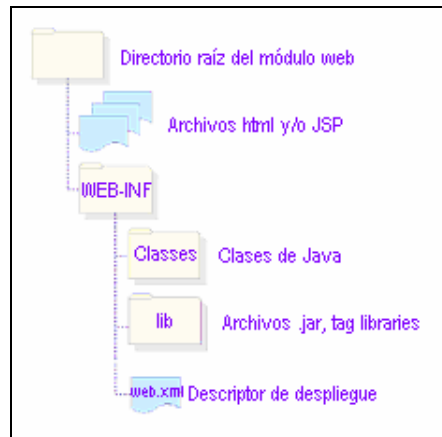 Directorio raíz del módulo web
Archivos html y/o JSP
WEB-INF
Classes Clases de Java
lib Archivos .jar, tag libraries
web.xml Descriptor de despliegue